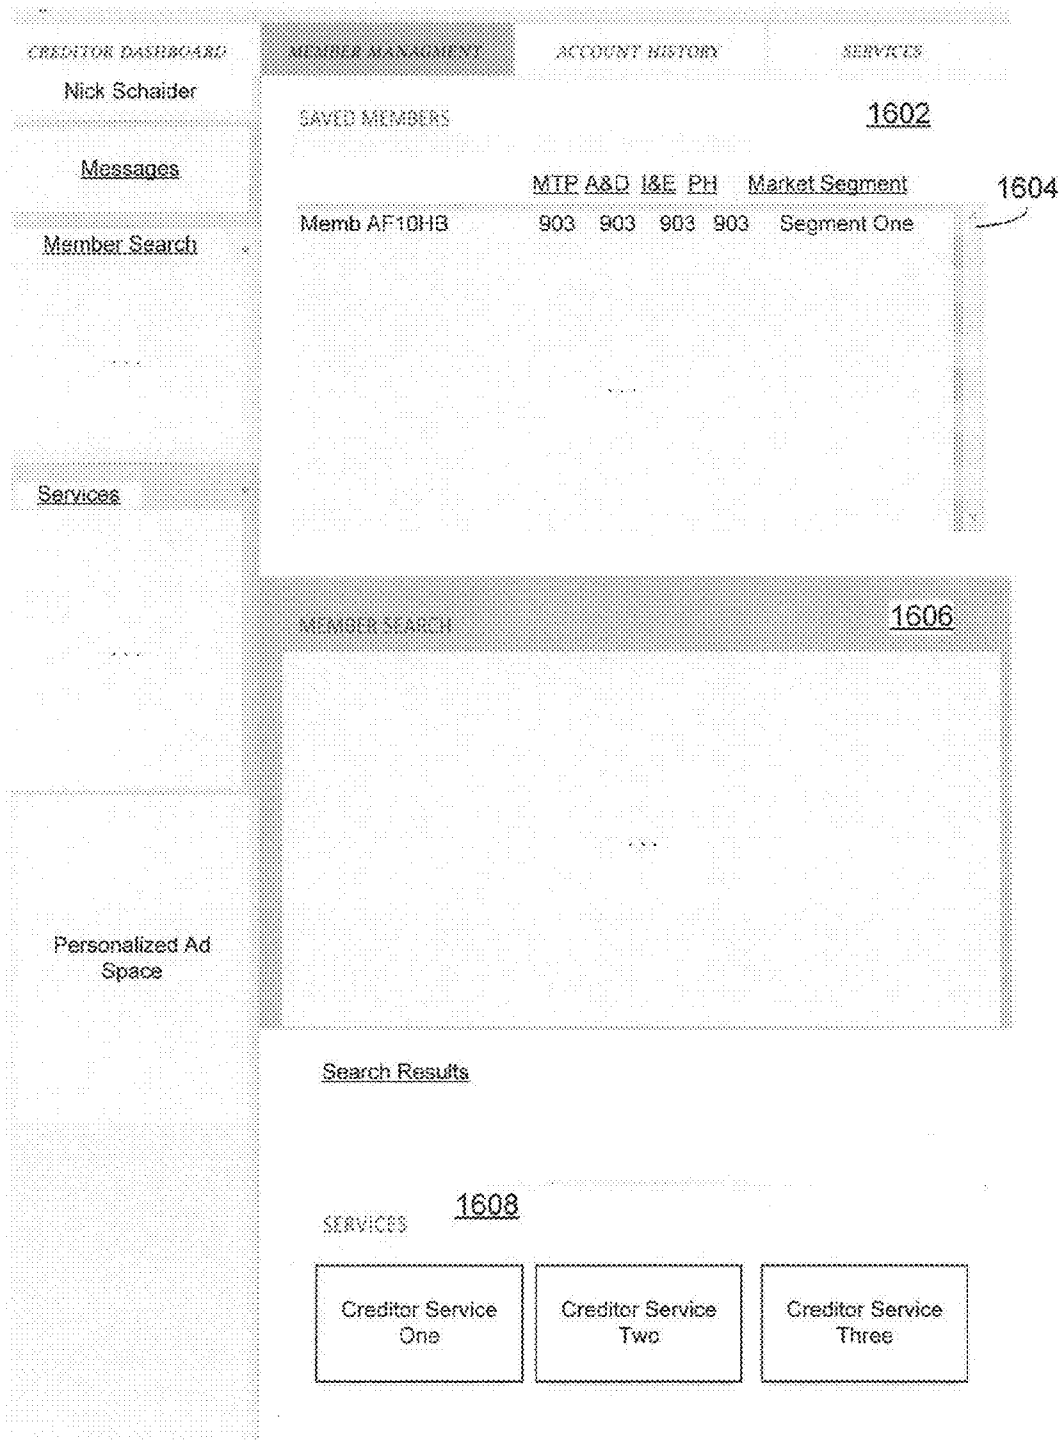 CREDITOR DASHBOARD MEMBER MANAGMENT ACCOUNT HISTORY SERVICES
Nick Schaider
Messages
Member Search
...
Services
...
Personalized Ad
Space
SAVED MEMBERS 1602
MTP A&D I&E PH Market Segment 1604
Memb AF10HB 903 903 903 903 Segment One
...
MEMBER SEARCH 1606
...
Search Results
SERVICES 1608
Creditor Service
One
Creditor Service
Two
Creditor Service
Three